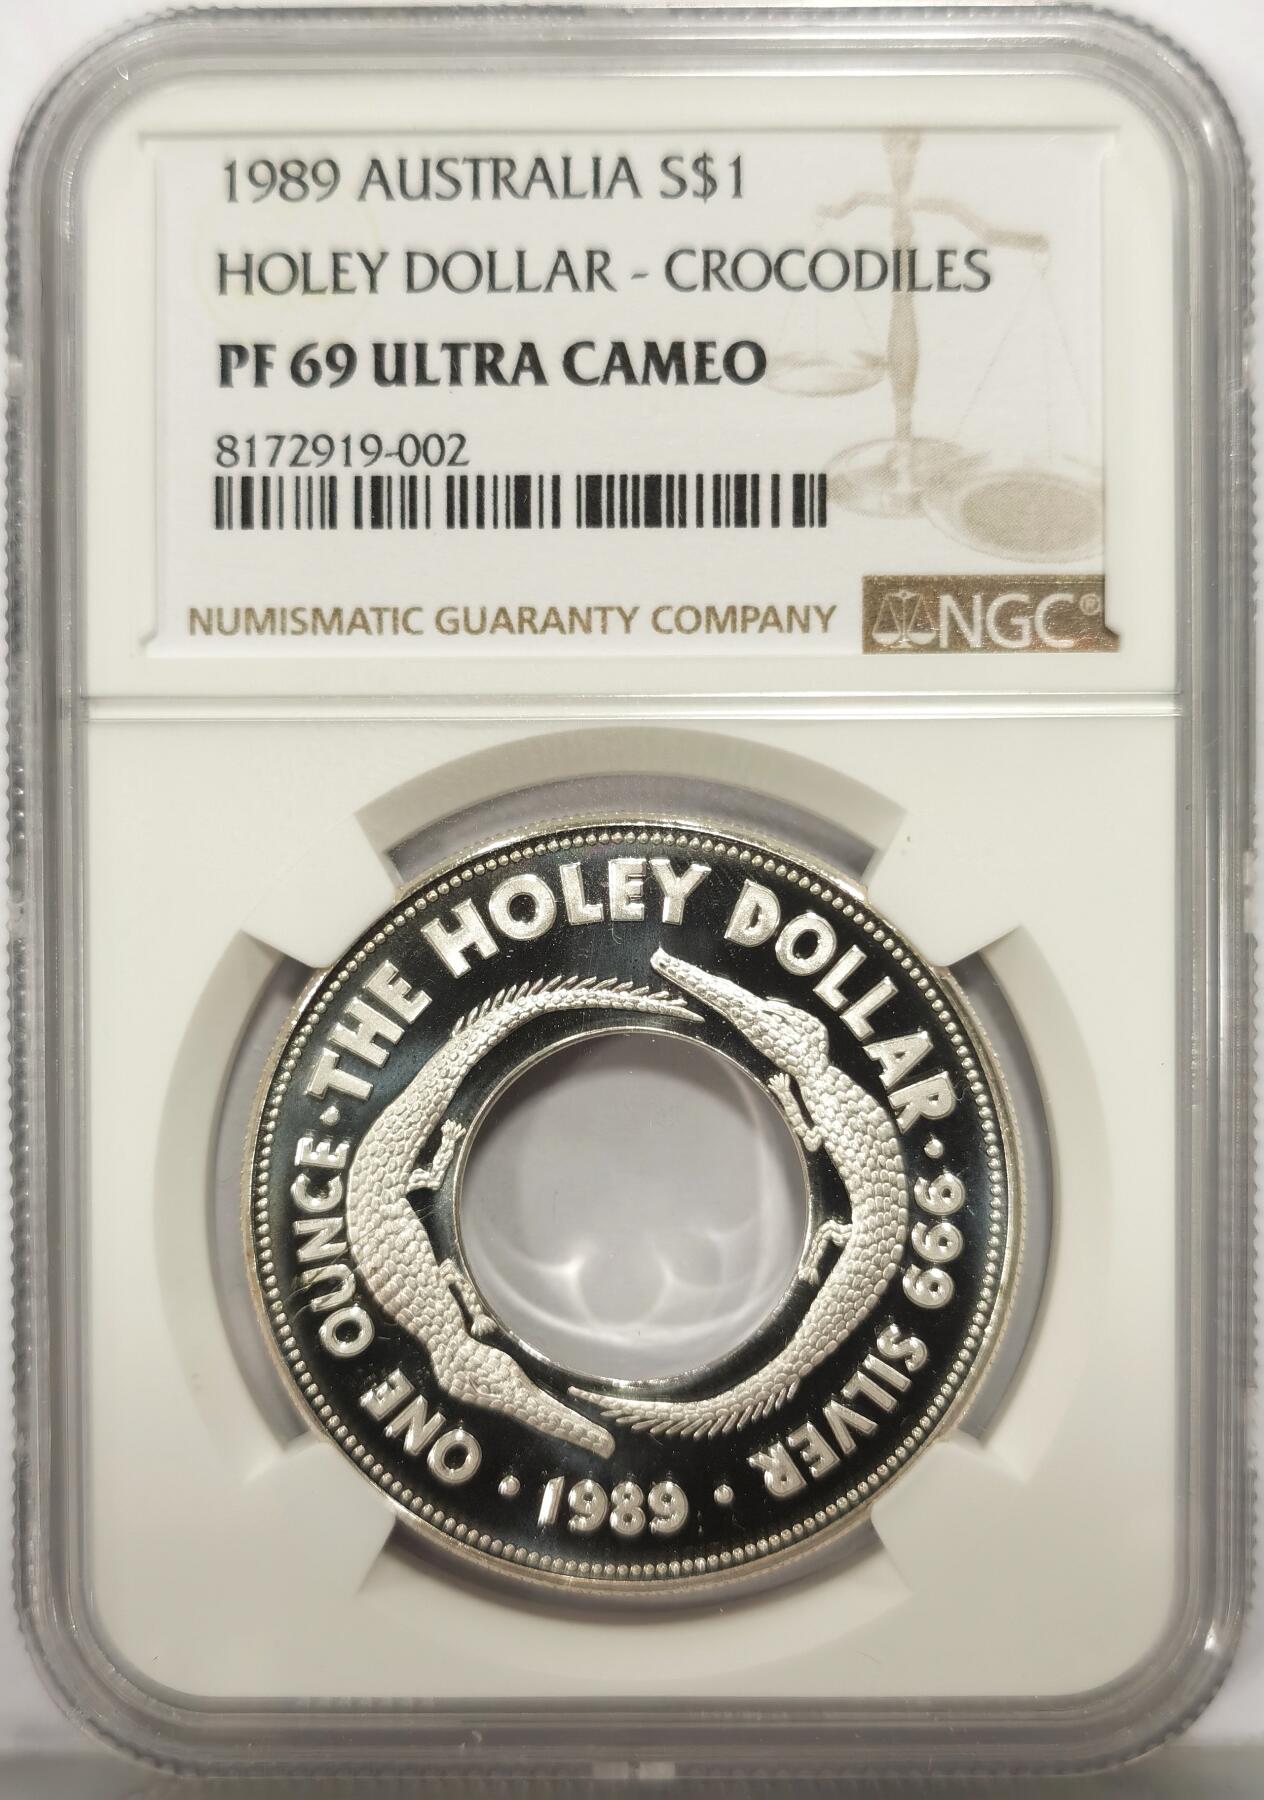 1989 AUSTRALIA S$1
HOLEY DOLLAR - CROCODILES
PF 69 ULTRA CAMEO
8172919-002
NUMISMATIC GUARANTY COMPANY
NGC®
· THE HOLEY DOLLAR · 999 SILVER · 1989 · ONE OUNCE